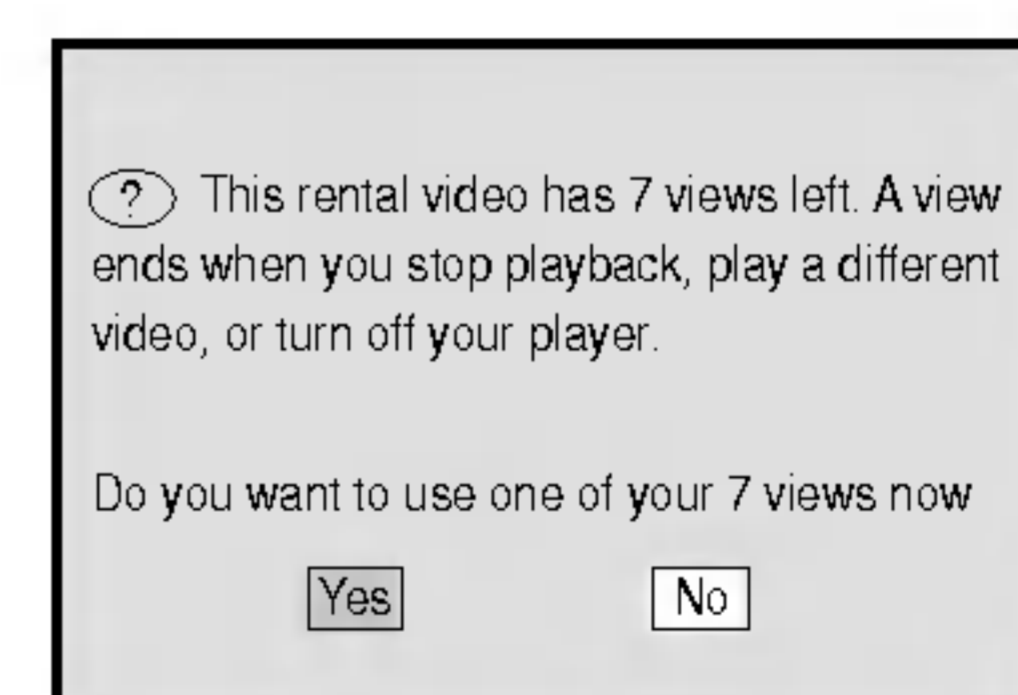 ? This rental video has 7 views left. A view
ends when you stop playback, play a different
video, or turn off your player.
Do you want to use one of your 7 views now
Yes No